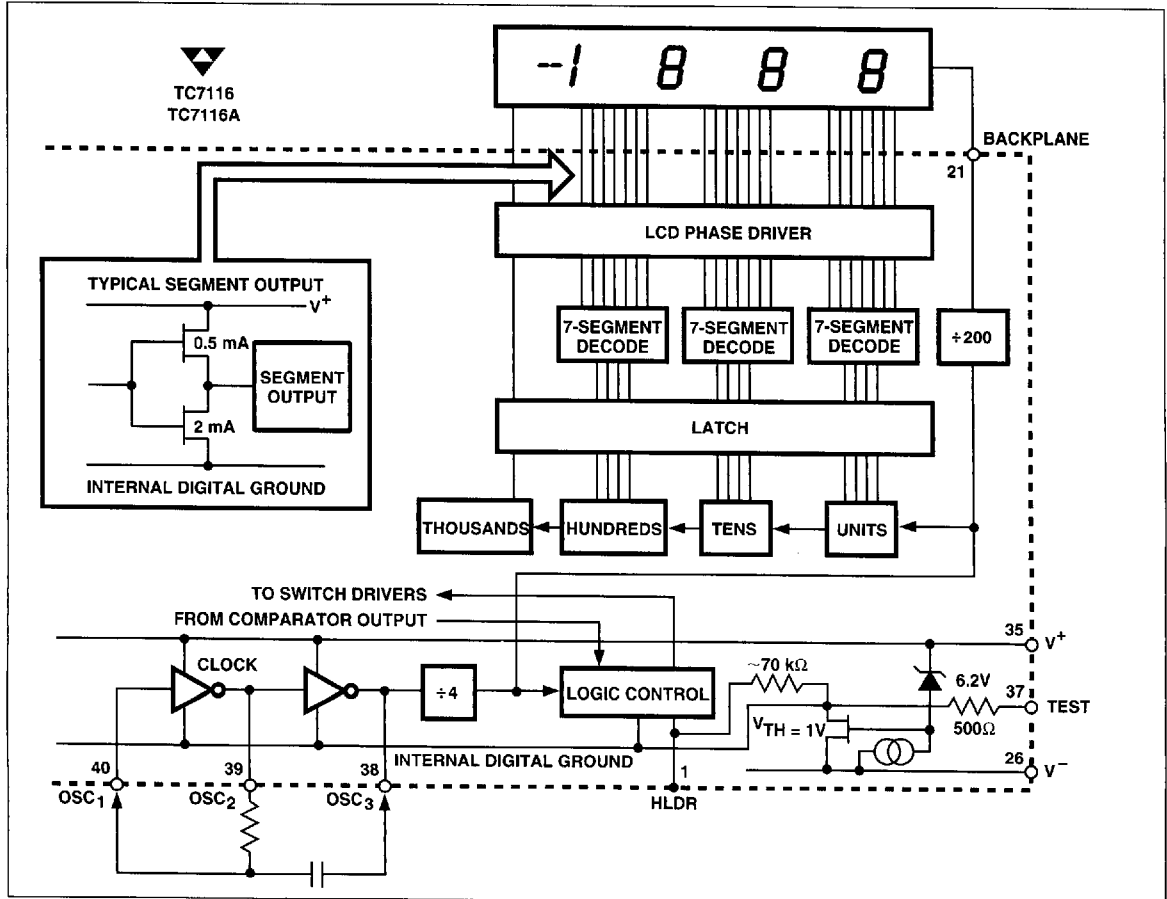 -1 8 8 8
TC7116
TC7116A
BACKPLANE
21
LCD PHASE DRIVER
TYPICAL SEGMENT OUTPUT
V+
0.5 mA
SEGMENT
OUTPUT
2 mA
INTERNAL DIGITAL GROUND
7-SEGMENT
DECODE
7-SEGMENT
DECODE
7-SEGMENT
DECODE
÷200
LATCH
THOUSANDS
HUNDREDS
TENS
UNITS
TO SWITCH DRIVERS
FROM COMPARATOR OUTPUT
35
V+
CLOCK
÷4
LOGIC CONTROL
~70 kΩ
6.2V
37
TEST
500Ω
VTH = 1V
INTERNAL DIGITAL GROUND
26
V−
40
39
38
1
OSC1
OSC2
OSC3
HLDR